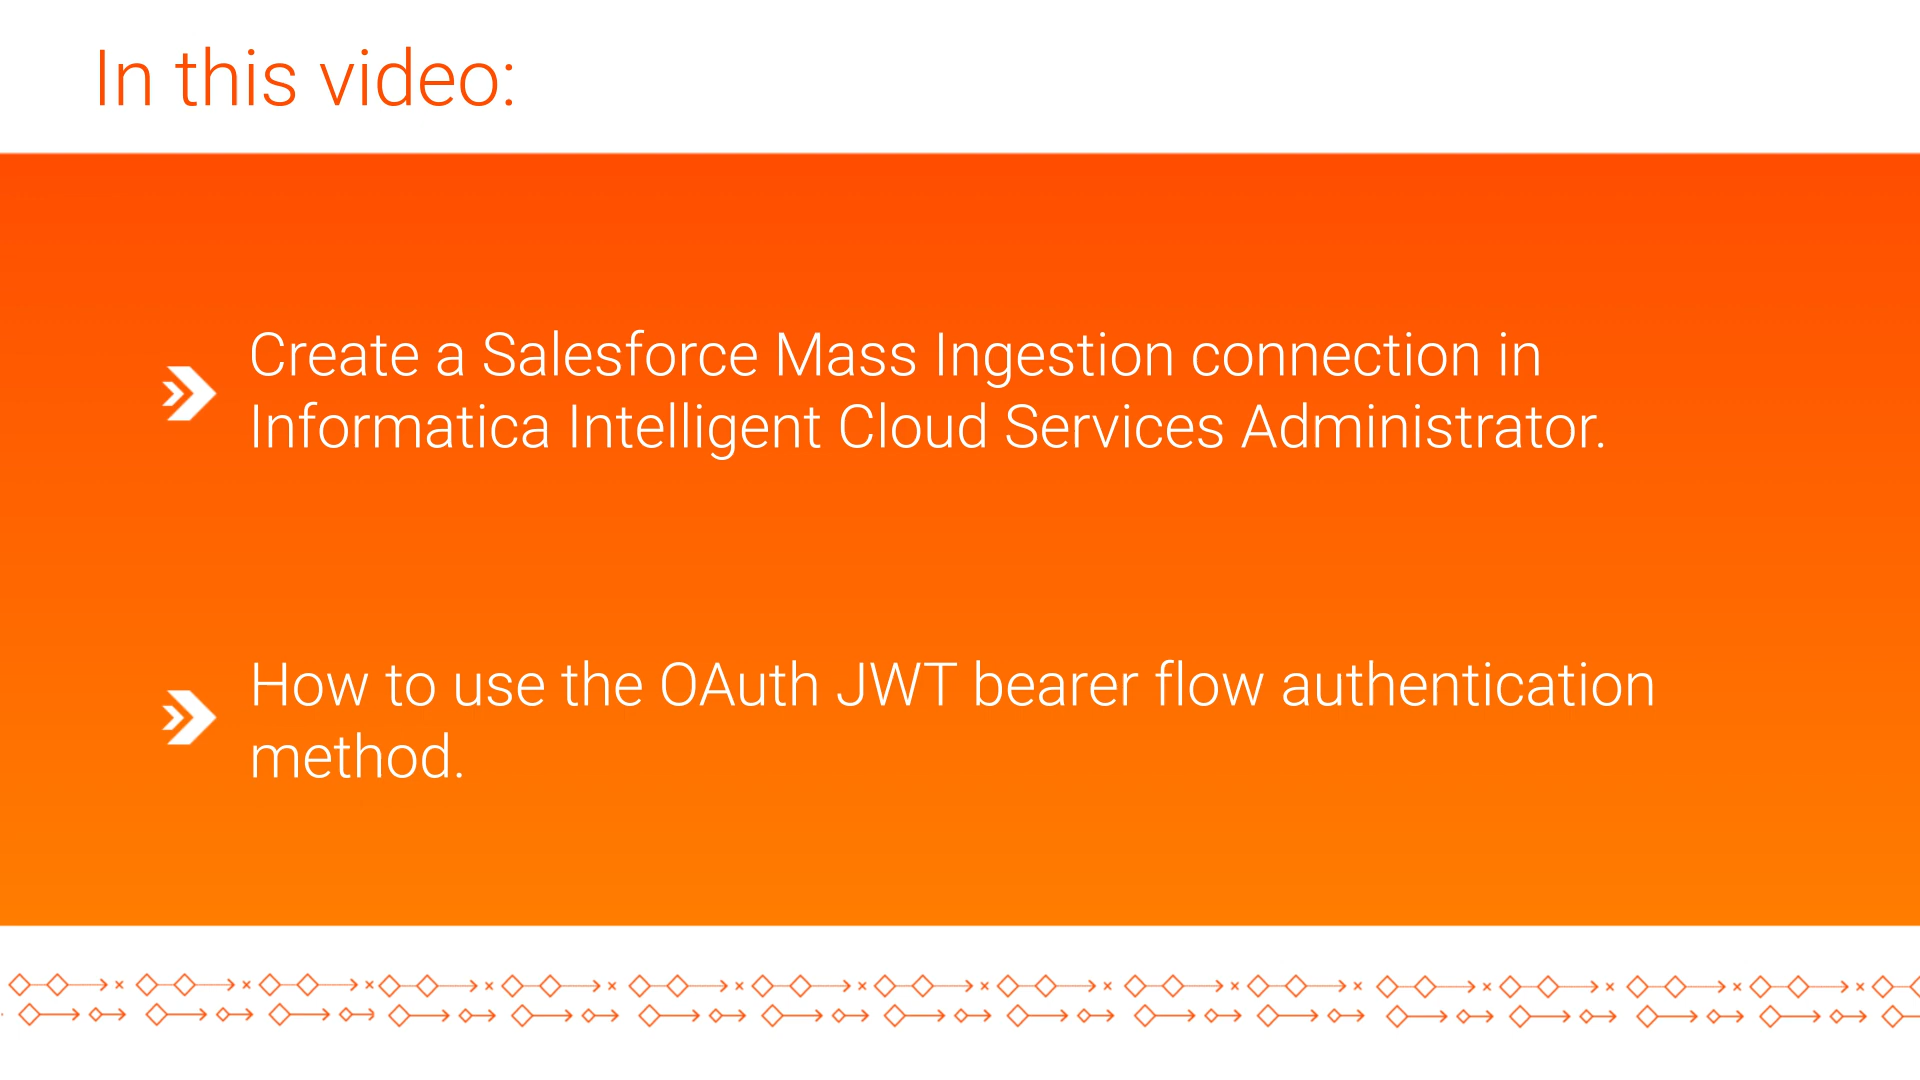 In this video:
Create a Salesforce Mass Ingestion connection in
Informatica Intelligent Cloud Services Administrator.
How to use the OAuth JWT bearer flow authentication
method.